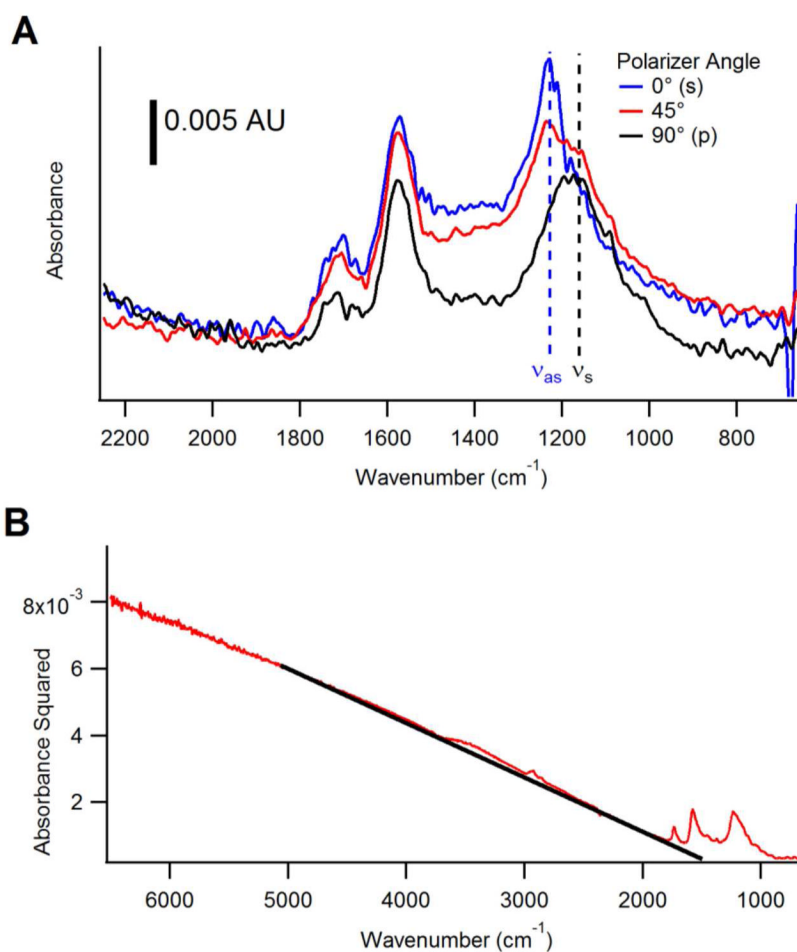 A
Absorbance
0.005 AU
Polarizer Angle
0° (s)
45°
90° (p)
νas
νs
2200 2000 1800 1600 1400 1200 1000 800
Wavenumber (cm⁻¹)
B
Absorbance Squared
8x10⁻³
6
4
2
6000 5000 4000 3000 2000 1000
Wavenumber (cm⁻¹)